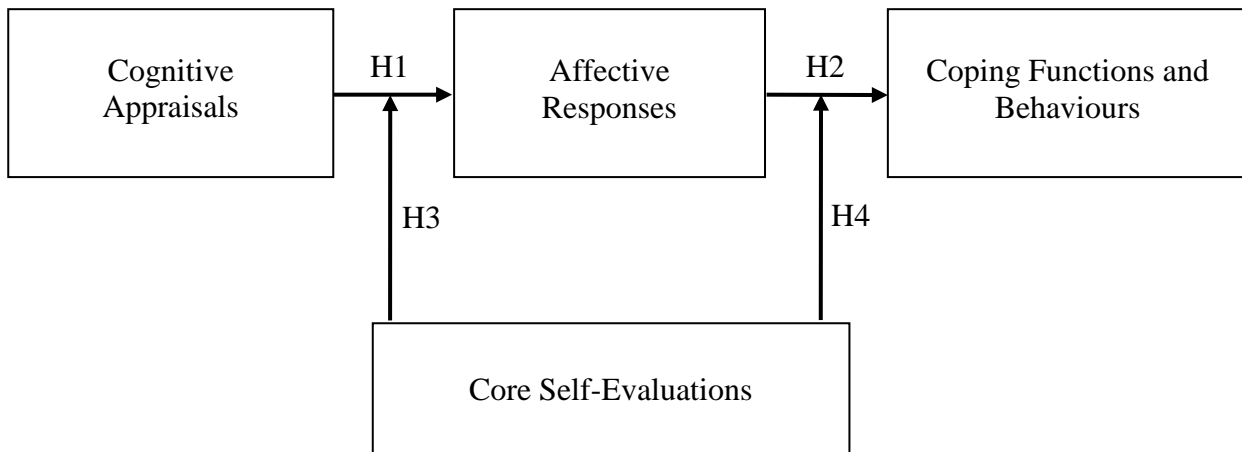 Cognitive
Appraisals
H1
Affective
Responses
H2
Coping Functions and
Behaviours
H3
H4
Core Self-Evaluations